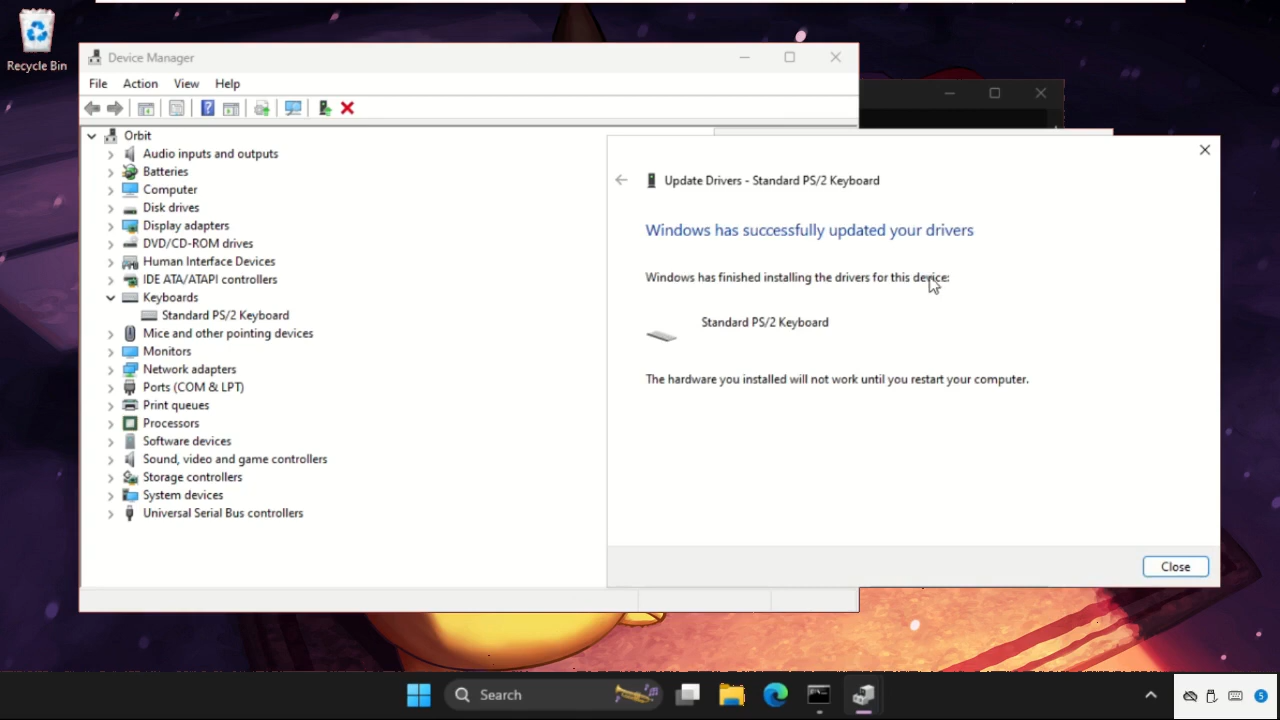 Recycle Bin
Device Manager
File Action View Help
Orbit
Audio inputs and outputs
Batteries
Computer
Disk drives
Display adapters
DVD/CD-ROM drives
Human Interface Devices
IDE ATA/ATAPI controllers
Keyboards
Standard PS/2 Keyboard
Mice and other pointing devices
Monitors
Network adapters
Ports (COM & LPT)
Print queues
Processors
Software devices
Sound, video and game controllers
Storage controllers
System devices
Universal Serial Bus controllers
Update Drivers - Standard PS/2 Keyboard
Windows has successfully updated your drivers
Windows has finished installing the drivers for this device:
Standard PS/2 Keyboard
The hardware you installed will not work until you restart your computer.
Close
Search
5